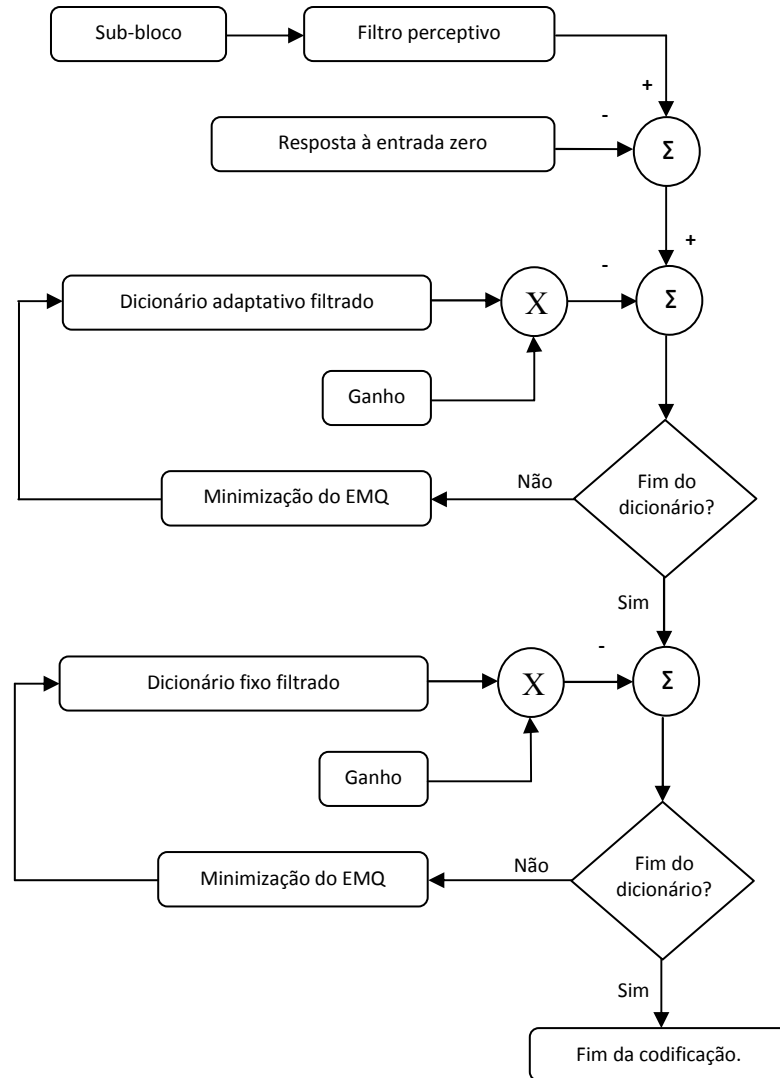 Sub-bloco
Filtro perceptivo
+
-
Resposta à entrada zero
Σ
+
-
Dicionário adaptativo filtrado
X
Σ
Ganho
Minimização do EMQ
Não
Fim do
dicionário?
Sim
-
Dicionário fixo filtrado
X
Σ
Ganho
Minimização do EMQ
Não
Fim do
dicionário?
Sim
Fim da codificação.